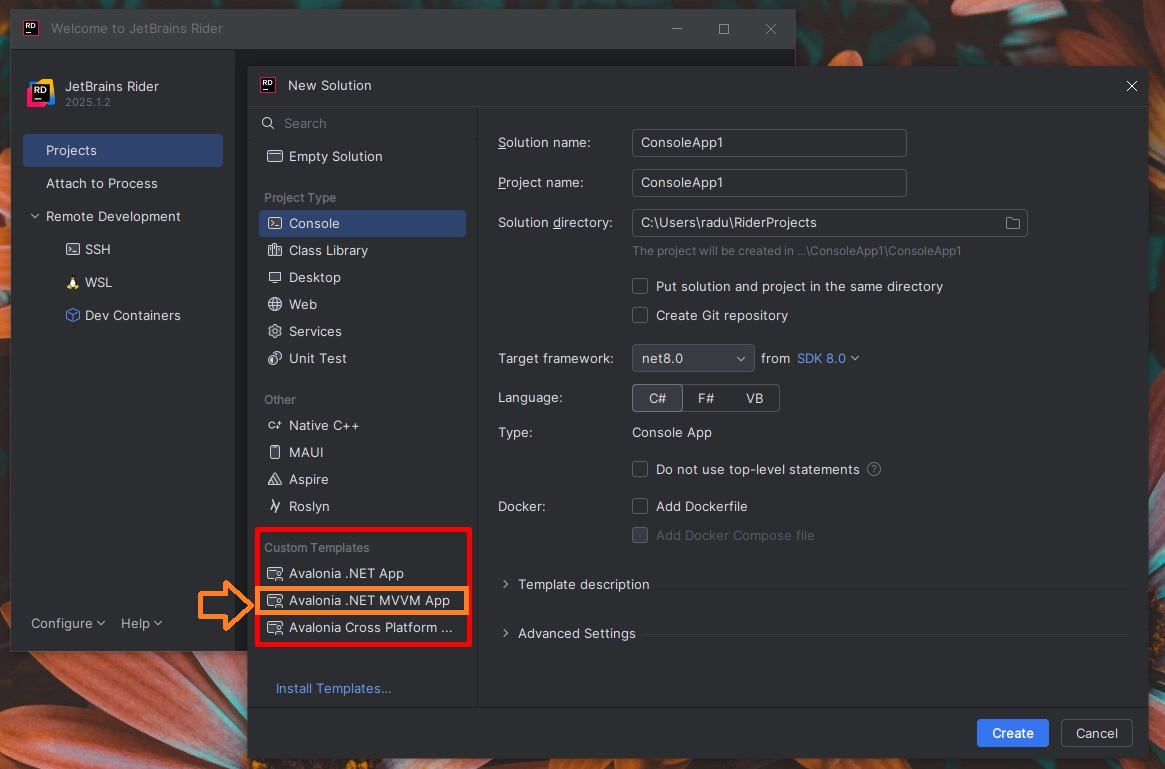 RD Welcome to JetBrains Rider
RD JetBrains Rider
2025.1.2
Projects
Attach to Process
Remote Development
SSH
WSL
Dev Containers
Configure Help
RD New Solution
Search
Empty Solution
Project Type
Console
Class Library
Desktop
Web
Services
Unit Test
Other
C++ Native C++
MAUI
Aspire
Roslyn
Custom Templates
Avalonia .NET App
Avalonia .NET MVVM App
Avalonia Cross Platform ...
Install Templates...
Solution name: ConsoleApp1
Project name: ConsoleApp1
Solution directory: C:\Users\radu\RiderProjects
The project will be created in ...\ConsoleApp1\ConsoleApp1
Put solution and project in the same directory
Create Git repository
Target framework: net8.0 from SDK 8.0
Language: C# F# VB
Type: Console App
Do not use top-level statements ?
Docker: Add Dockerfile
Add Docker Compose file
Template description
Advanced Settings
Create Cancel